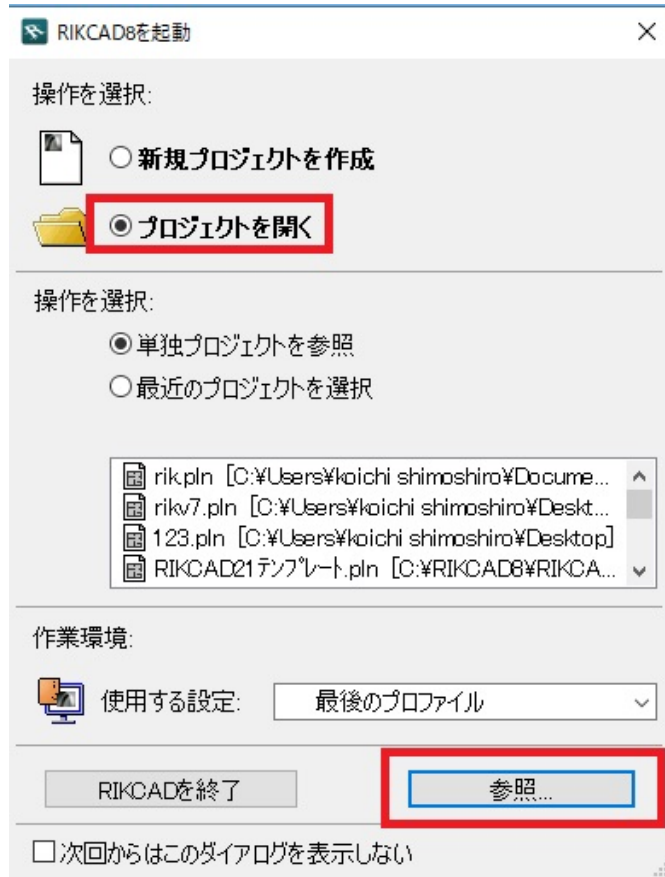 RIKCAD8を起動
操作を選択:
新規プロジェクトを作成
プロジェクトを開く
操作を選択:
単独プロジェクトを参照
最近のプロジェクトを選択
rik.pln [C:¥Users¥koichi shimoshiro¥Docume...
rikv7.pln [C:¥Users¥koichi shimoshiro¥Deskt...
123.pln [C:¥Users¥koichi shimoshiro¥Desktop]
RIKCAD21テンプレート.pln [C:¥RIKCAD8¥RIKCA...
作業環境:
使用する設定: 最後のプロファイル
RIKCADを終了 参照...
次回からはこのダイアログを表示しない